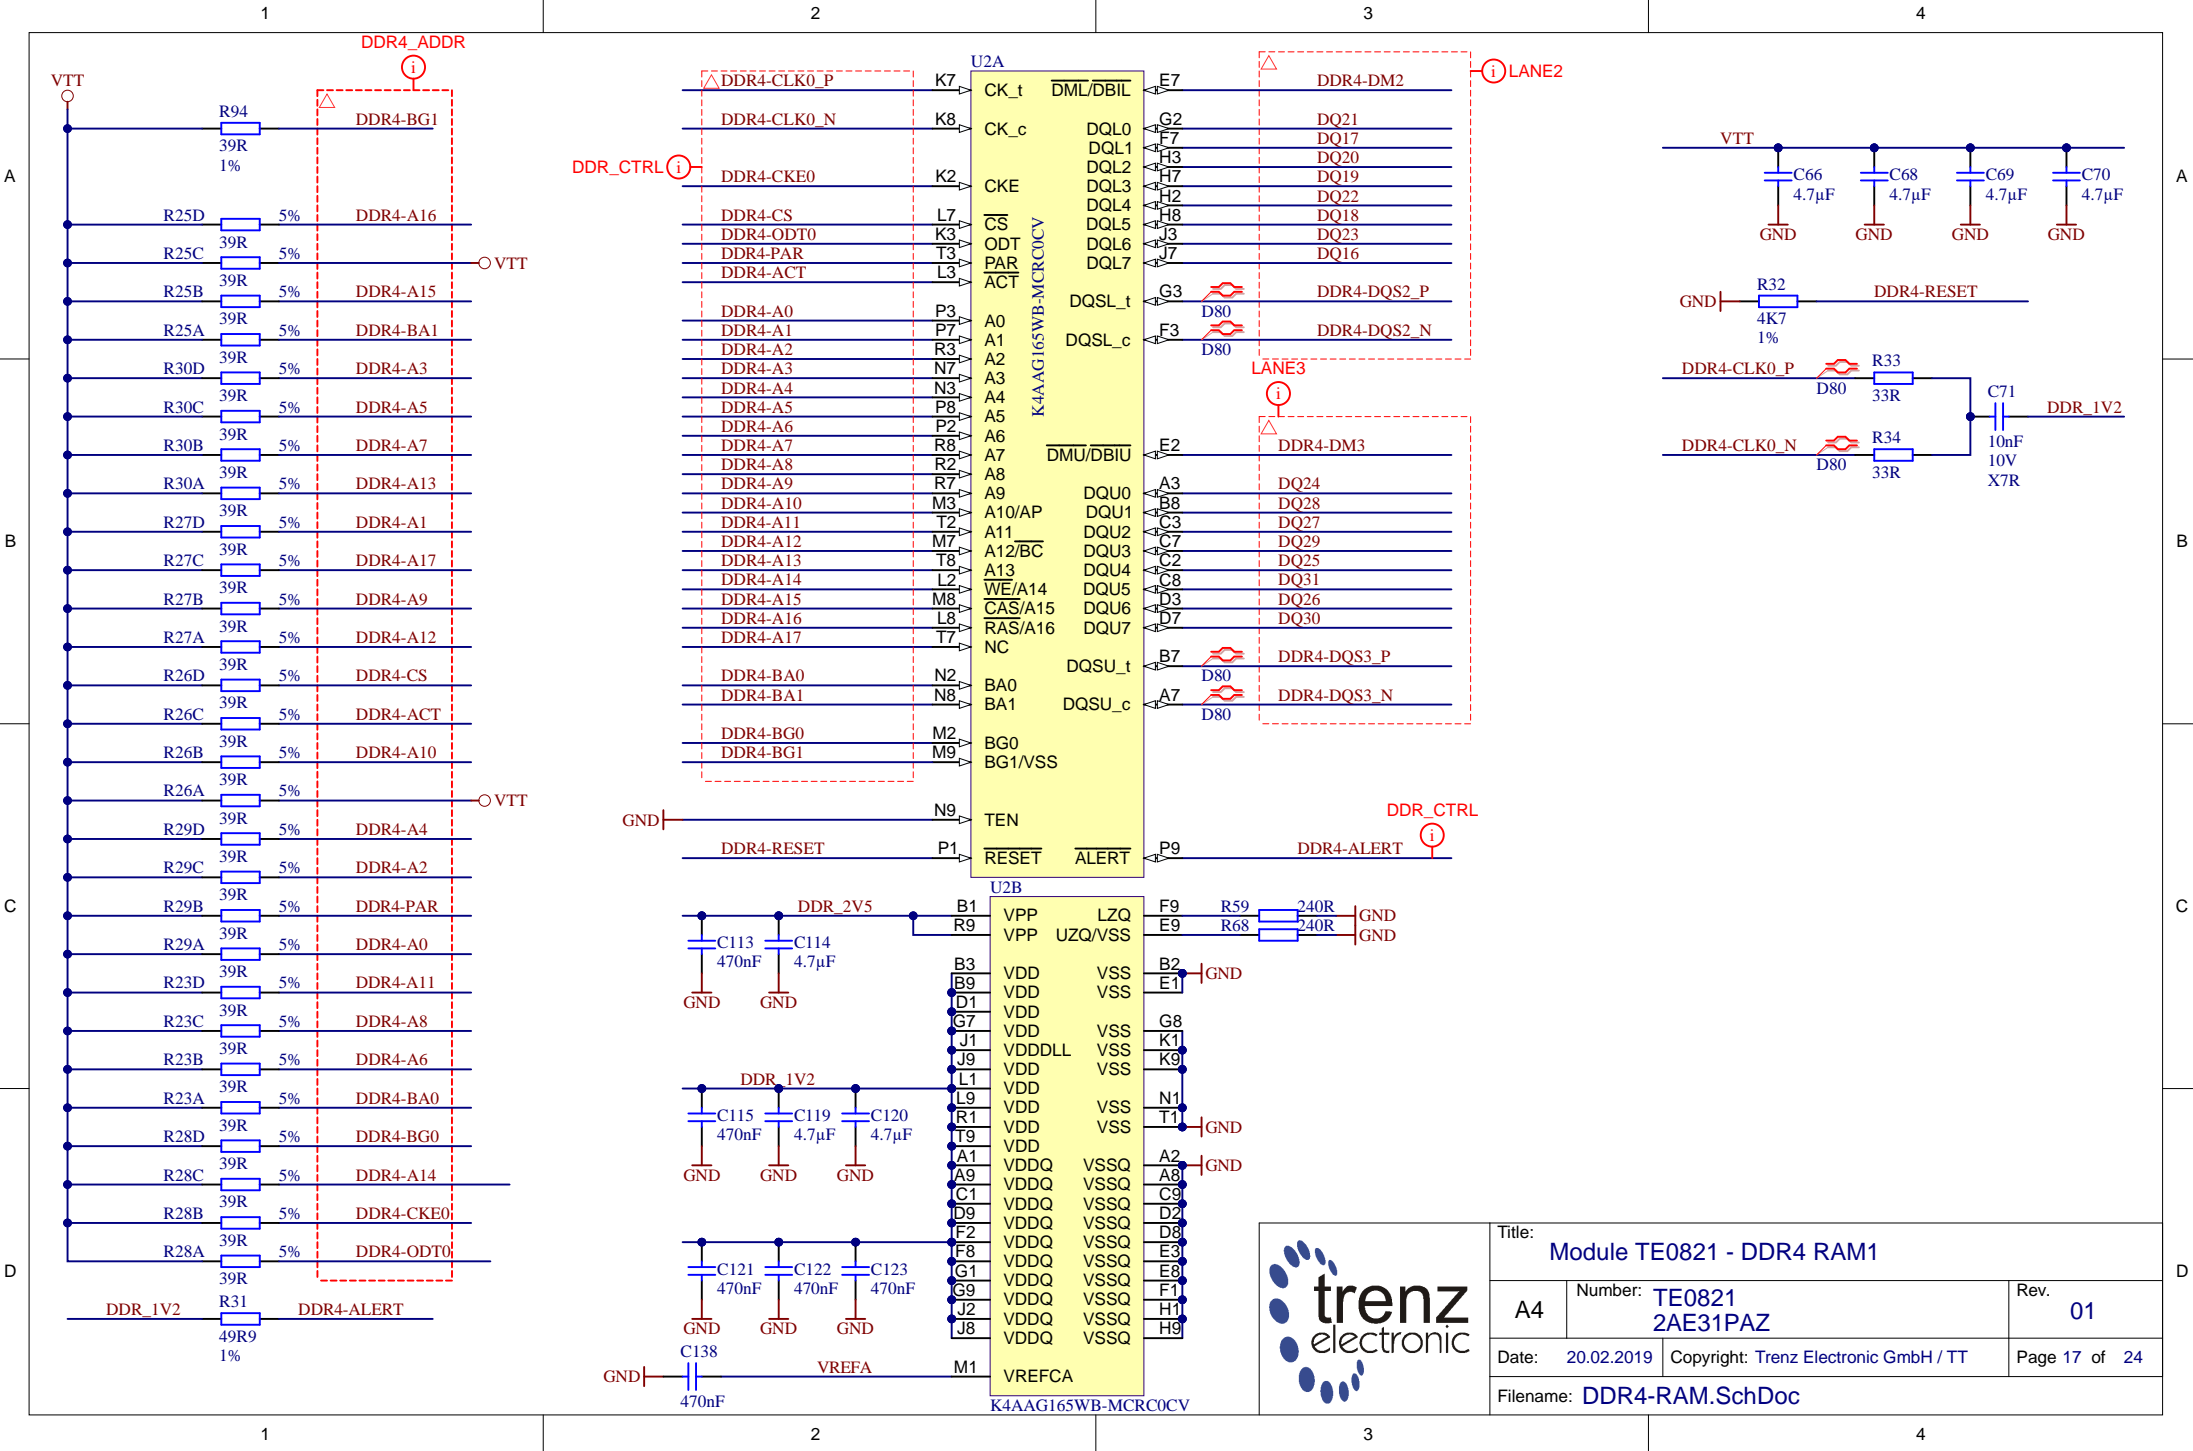 1 2 3 4
A A
B B
C C
D D
1 2 3 4
DDR4_ADDR
i
VTT
R94 DDR4-BG1
39R
1%
R25D 5% DDR4-A16
39R
R25C 5% VTT
39R
R25B 5% DDR4-A15
39R
R25A 5% DDR4-BA1
39R
R30D 5% DDR4-A3
39R
R30C 5% DDR4-A5
39R
R30B 5% DDR4-A7
39R
R30A 5% DDR4-A13
39R
R27D 5% DDR4-A1
39R
R27C 5% DDR4-A17
39R
R27B 5% DDR4-A9
39R
R27A 5% DDR4-A12
39R
R26D 5% DDR4-CS
39R
R26C 5% DDR4-ACT
39R
R26B 5% DDR4-A10
39R
R26A 5% VTT
39R
R29D 5% DDR4-A4
39R
R29C 5% DDR4-A2
39R
R29B 5% DDR4-PAR
39R
R29A 5% DDR4-A0
39R
R23D 5% DDR4-A11
39R
R23C 5% DDR4-A8
39R
R23B 5% DDR4-A6
39R
R23A 5% DDR4-BA0
39R
R28D 5% DDR4-BG0
39R
R28C 5% DDR4-A14
39R
R28B 5% DDR4-CKE0
39R
R28A 5% DDR4-ODT0
39R
DDR_1V2 R31 DDR4-ALERT
49R9
1%
U2A
DDR_CTRL i
DDR4-CLK0_P K7 CK_t
DDR4-CLK0_N K8 CK_c
DDR4-CKE0 K2 CKE
DDR4-CS L7 CS
DDR4-ODT0 K3 ODT
DDR4-PAR T3 PAR
DDR4-ACT L3 ACT
DDR4-A0 P3 A0
DDR4-A1 P7 A1
DDR4-A2 R3 A2
DDR4-A3 N7 A3
DDR4-A4 N3 A4
DDR4-A5 P8 A5
DDR4-A6 P2 A6
DDR4-A7 R8 A7
DDR4-A8 R2 A8
DDR4-A9 R7 A9
DDR4-A10 M3 A10/AP
DDR4-A11 T2 A11
DDR4-A12 M7 A12/BC
DDR4-A13 T8 A13
DDR4-A14 L2 WE/A14
DDR4-A15 M8 CAS/A15
DDR4-A16 L8 RAS/A16
DDR4-A17 T7 NC
DDR4-BA0 N2 BA0
DDR4-BA1 N8 BA1
DDR4-BG0 M2 BG0
DDR4-BG1 M9 BG1/VSS
GND N9 TEN
DDR4-RESET P1 RESET
K4AAG165WB-MCRC0CV
DML/DBIL E7 DDR4-DM2
i LANE2
DQL0 G2 DQ21
DQL1 F7 DQ17
DQL2 H3 DQ20
DQL3 H7 DQ19
DQL4 H2 DQ22
DQL5 H8 DQ18
DQL6 J3 DQ23
DQL7 J7 DQ16
DQSL_t G3 D80 DDR4-DQS2_P
DQSL_c F3 D80 DDR4-DQS2_N
LANE3
i
DMU/DBIU E2 DDR4-DM3
DQU0 A3 DQ24
DQU1 B8 DQ28
DQU2 C3 DQ27
DQU3 C7 DQ29
DQU4 C2 DQ25
DQU5 C8 DQ31
DQU6 D3 DQ26
DQU7 D7 DQ30
DQSU_t B7 D80 DDR4-DQS3_P
DQSU_c A7 D80 DDR4-DQS3_N
DDR_CTRL
i
ALERT P9 DDR4-ALERT
U2B
DDR_2V5 B1 VPP
R9 VPP
C113 470nF GND
C114 4.7µF GND
B3 VDD
B9 VDD
D1 VDD
G7 VDD
J1 VDDDLL
J9 VDD
DDR_1V2 L1 VDD
L9 VDD
R1 VDD
T9 VDD
C115 470nF GND
C119 4.7µF GND
C120 4.7µF GND
A1 VDDQ
A9 VDDQ
C1 VDDQ
D9 VDDQ
F2 VDDQ
F8 VDDQ
G1 VDDQ
G9 VDDQ
J2 VDDQ
J8 VDDQ
C121 470nF GND
C122 470nF GND
C123 470nF GND
GND C138 470nF VREFA M1 VREFCA
LZQ F9 R59 240R GND
UZQ/VSS E9 R68 240R GND
VSS B2 GND
VSS E1
VSS G8
VSS K1
VSS K9
VSS N1
VSS T1 GND
VSSQ A2 GND
VSSQ A8
VSSQ C9
VSSQ D2
VSSQ D8
VSSQ E3
VSSQ E8
VSSQ F1
VSSQ H1
VSSQ H9
K4AAG165WB-MCRC0CV
VTT
C66 C68 C69 C70
4.7µF 4.7µF 4.7µF 4.7µF
GND GND GND GND
GND R32 DDR4-RESET
4K7
1%
DDR4-CLK0_P D80 R33
33R
C71 DDR_1V2
10nF
10V
X7R
DDR4-CLK0_N D80 R34
33R
trenz
electronic
Title:
Module TE0821 - DDR4 RAM1
A4 Number: TE0821
2AE31PAZ
Rev.
01
Date: 20.02.2019 Copyright: Trenz Electronic GmbH / TT Page 17 of 24
Filename: DDR4-RAM.SchDoc